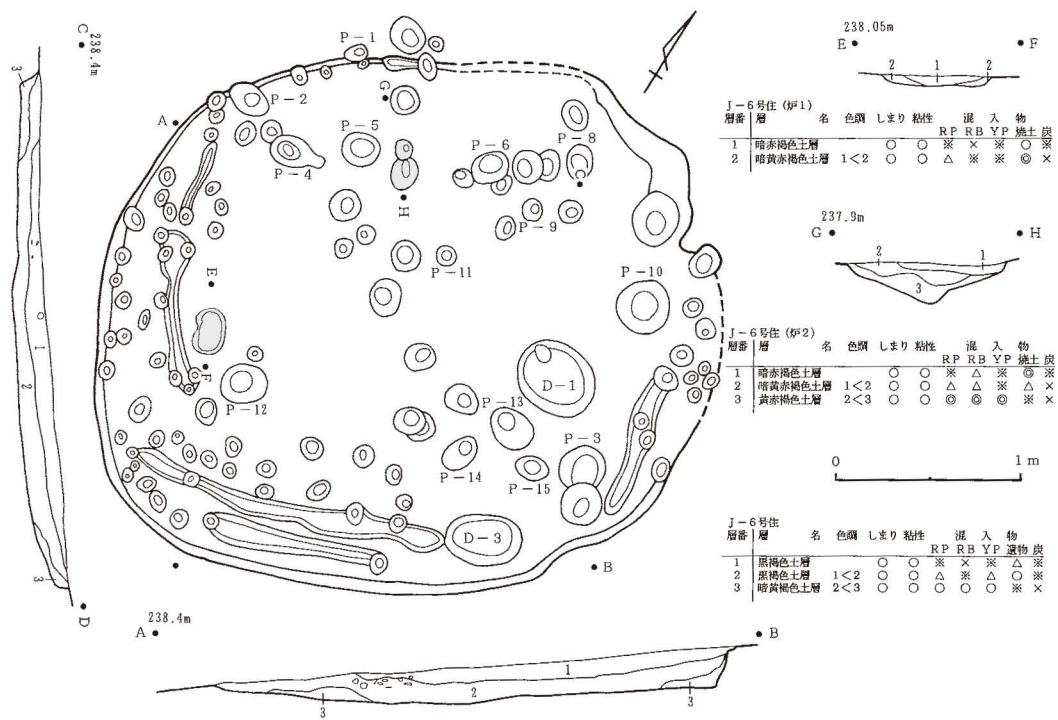 C
238.4m
3
1
2
3
D
P-1
P-2
G
A
P-4
P-5
P-6
P-8
C
H
P-9
P-11
E
P-10
F
P-12
D-1
P-13
P-3
P-14
P-15
D-3
B
238.4m
A
B
1
2
3
3
238.05m
E
F
2 1 2
J-6号住(炉1)
層番 層 名 色調 しまり 粘性 混 入 物
RP RB YP 焼土 炭
1 暗赤褐色土層 ○ ○ ※ × ※ ○ ※
2 暗黄赤褐色土層 1<2 ○ ○ △ ※ ※ ◎ ×
237.9m
G
H
2 1
3
J-6号住(炉2)
層番 層 名 色調 しまり 粘性 混 入 物
RP RB YP 焼土 炭
1 暗赤褐色土層 ○ ○ ※ △ ※ ◎ ※
2 暗黄赤褐色土層 1<2 ○ ○ △ △ ※ △ ×
3 黄赤褐色土層 2<3 ○ ○ ◎ ◎ ◎ ※ ×
0 1m
J-6号住
層番 層 名 色調 しまり 粘性 混 入 物
RP RB YP 遺物 炭
1 黒褐色土層 ○ ○ ※ × ※ △ ※
2 黒褐色土層 1<2 ○ ○ △ ※ △ ○ ※
3 暗黄褐色土層 2<3 ○ ○ ○ ○ ○ ※ ×